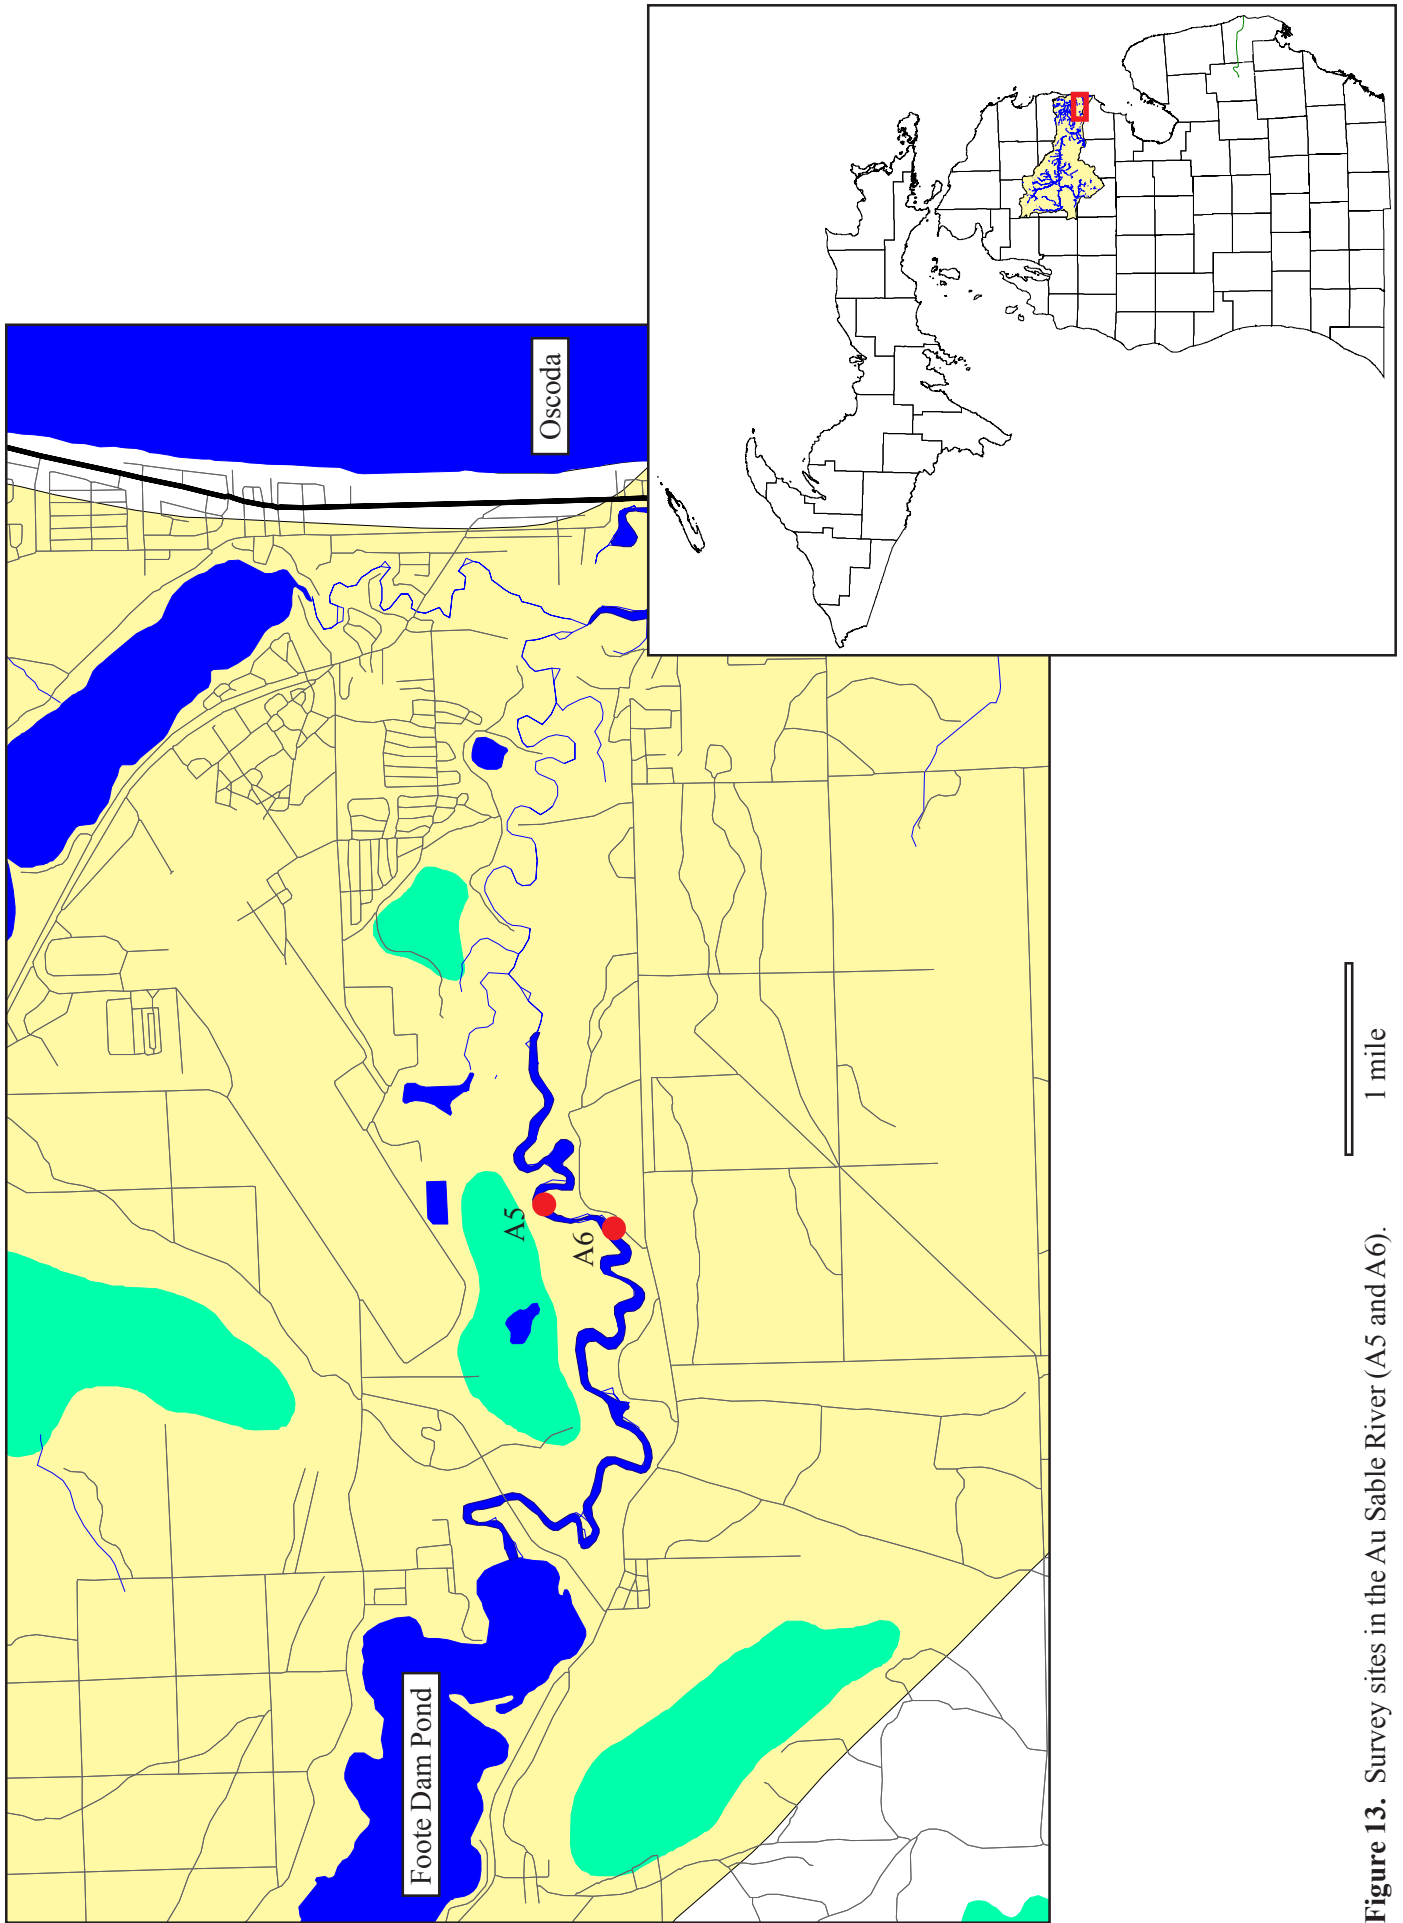 Oscoda
A5
A6
Foote Dam Pond
1 mile
Figure 13. Survey sites in the Au Sable River (A5 and A6).